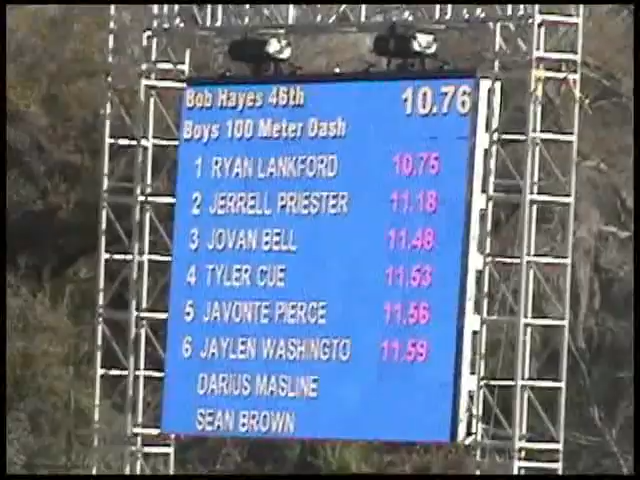 Bob Hayes 46th 10.76
Boys 100 Meter Dash
1 RYAN LANKFORD 10.75
2 JERRELL PRIESTER 11.18
3 JOVAN BELL 11.48
4 TYLER CUE 11.53
5 JAVONTE PIERCE 11.56
6 JAYLEN WASHINGTO 11.59
DARIUS MASLINE
SEAN BROWN